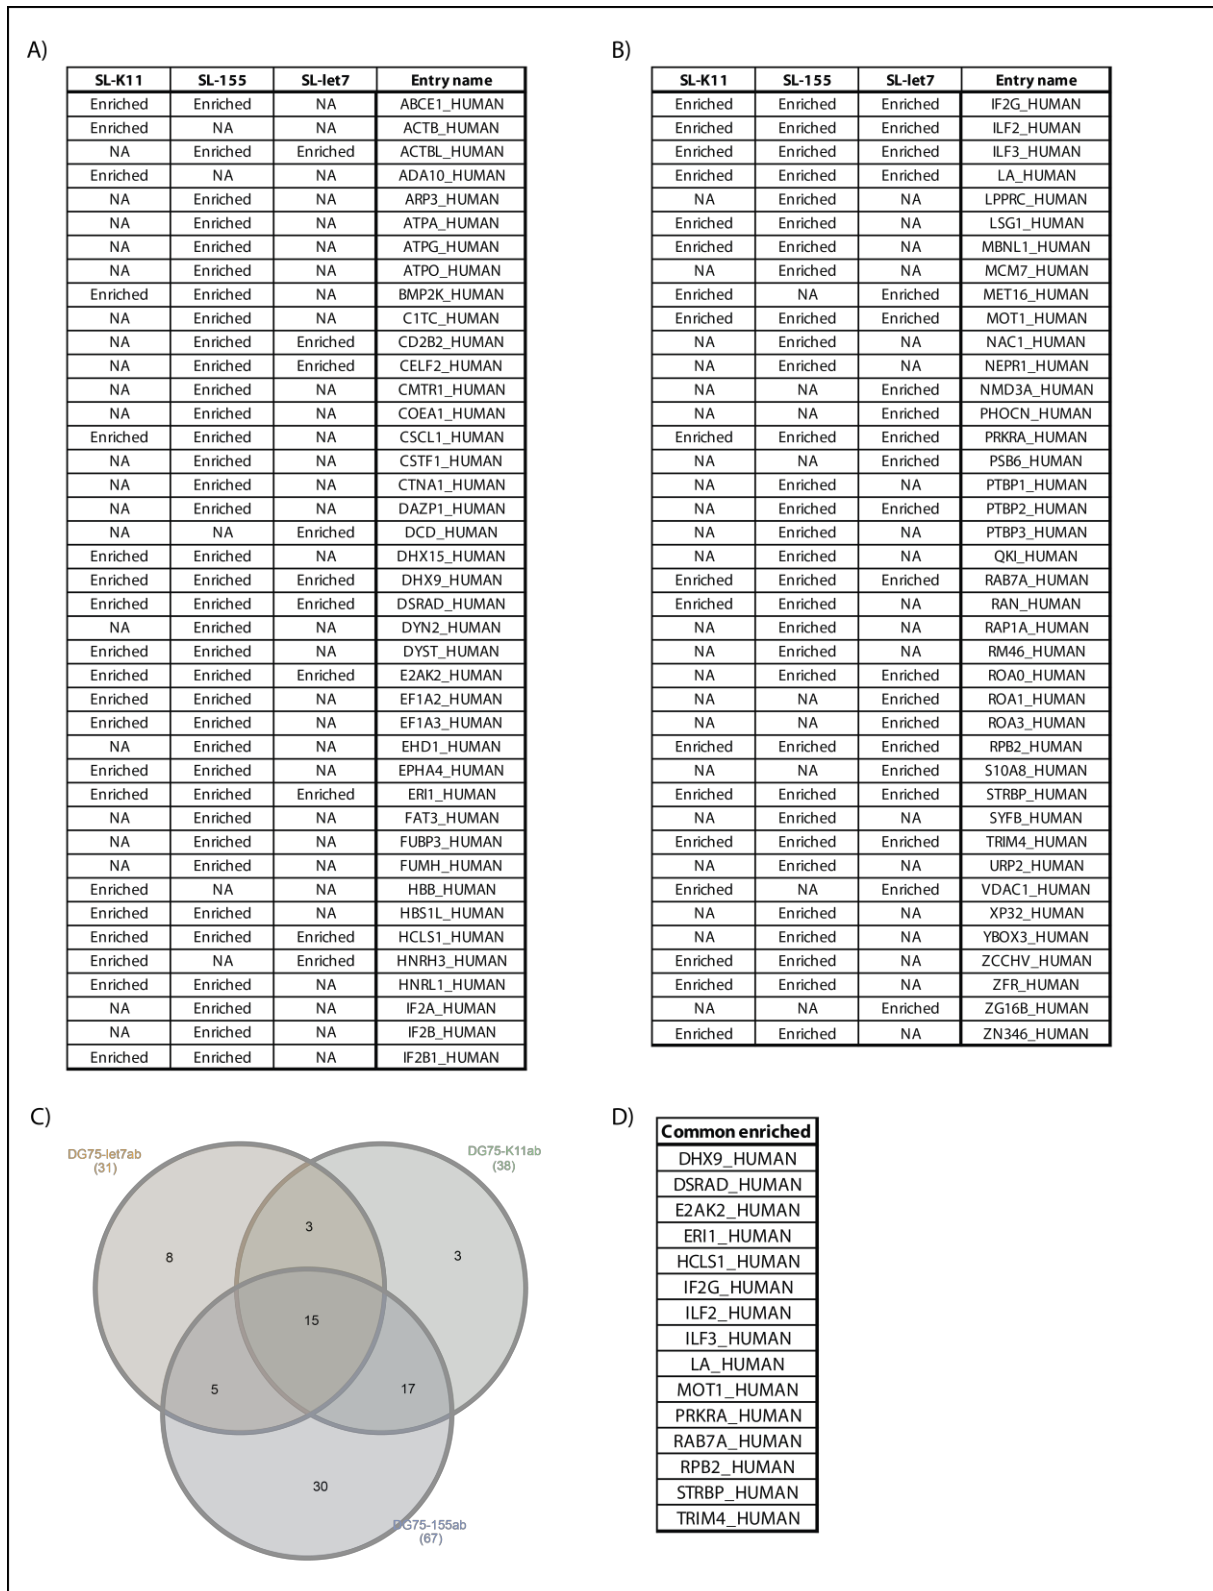 A)
SL-K11 SL-155 SL-let7 Entry name
Enriched Enriched NA ABCE1_HUMAN
Enriched NA NA ACTB_HUMAN
NA Enriched Enriched ACTBL_HUMAN
Enriched NA NA ADA10_HUMAN
NA Enriched NA ARP3_HUMAN
NA Enriched NA ATPA_HUMAN
NA Enriched NA ATPG_HUMAN
NA Enriched NA ATPO_HUMAN
Enriched Enriched NA BMP2K_HUMAN
NA Enriched NA C1TC_HUMAN
NA Enriched Enriched CD2B2_HUMAN
NA Enriched Enriched CELF2_HUMAN
NA Enriched NA CMTR1_HUMAN
NA Enriched NA COEA1_HUMAN
Enriched Enriched NA CSCL1_HUMAN
NA Enriched NA CSTF1_HUMAN
NA Enriched NA CTNA1_HUMAN
NA Enriched Enriched DAZP1_HUMAN
NA NA Enriched DCD_HUMAN
Enriched Enriched NA DHX15_HUMAN
Enriched Enriched Enriched DHX9_HUMAN
Enriched Enriched Enriched DSRAD_HUMAN
NA Enriched NA DYN2_HUMAN
Enriched Enriched NA DYST_HUMAN
Enriched Enriched Enriched E2AK2_HUMAN
Enriched Enriched NA EF1A2_HUMAN
Enriched Enriched NA EF1A3_HUMAN
NA Enriched NA EHD1_HUMAN
Enriched Enriched NA EPHA4_HUMAN
Enriched Enriched Enriched ERI1_HUMAN
NA Enriched NA FAT3_HUMAN
NA Enriched NA FUBP3_HUMAN
NA Enriched NA FUMH_HUMAN
Enriched NA NA HBB_HUMAN
Enriched Enriched NA HBS1L_HUMAN
Enriched Enriched Enriched HCLS1_HUMAN
Enriched NA Enriched HNRH3_HUMAN
Enriched Enriched NA HNRL1_HUMAN
NA Enriched NA IF2A_HUMAN
NA Enriched NA IF2B_HUMAN
Enriched Enriched NA IF2B1_HUMAN
B)
SL-K11 SL-155 SL-let7 Entry name
Enriched Enriched Enriched IF2G_HUMAN
Enriched Enriched Enriched ILF2_HUMAN
Enriched Enriched Enriched ILF3_HUMAN
Enriched Enriched Enriched LA_HUMAN
NA Enriched NA LPPRC_HUMAN
Enriched Enriched NA LSG1_HUMAN
Enriched Enriched NA MBNL1_HUMAN
NA Enriched NA MCM7_HUMAN
Enriched NA Enriched MET16_HUMAN
Enriched Enriched Enriched MOT1_HUMAN
NA Enriched NA NAC1_HUMAN
NA Enriched NA NEPR1_HUMAN
NA NA Enriched NMD3A_HUMAN
NA NA Enriched PHOCN_HUMAN
Enriched Enriched Enriched PRKRA_HUMAN
NA NA Enriched PSB6_HUMAN
NA Enriched NA PTBP1_HUMAN
NA Enriched Enriched PTBP2_HUMAN
NA Enriched NA PTBP3_HUMAN
NA Enriched NA QKI_HUMAN
Enriched Enriched Enriched RAB7A_HUMAN
Enriched Enriched NA RAN_HUMAN
NA Enriched NA RAP1A_HUMAN
NA Enriched NA RM46_HUMAN
NA Enriched Enriched ROA0_HUMAN
NA NA Enriched ROA1_HUMAN
NA NA Enriched ROA3_HUMAN
Enriched Enriched Enriched RPB2_HUMAN
NA NA Enriched S10A8_HUMAN
Enriched Enriched Enriched STRBP_HUMAN
NA Enriched NA SYFB_HUMAN
Enriched Enriched Enriched TRIM4_HUMAN
NA Enriched NA URP2_HUMAN
Enriched NA Enriched VDAC1_HUMAN
NA Enriched NA XP32_HUMAN
NA Enriched NA YBOX3_HUMAN
Enriched Enriched NA ZCCHV_HUMAN
Enriched Enriched NA ZFR_HUMAN
NA NA Enriched ZG16B_HUMAN
Enriched Enriched NA ZN346_HUMAN
C)
DG75-let7ab
(31)
DG75-K11ab
(38)
3
8
3
15
5
17
30
DG75-155ab
(67)
D)
Common enriched
DHX9_HUMAN
DSRAD_HUMAN
E2AK2_HUMAN
ERI1_HUMAN
HCLS1_HUMAN
IF2G_HUMAN
ILF2_HUMAN
ILF3_HUMAN
LA_HUMAN
MOT1_HUMAN
PRKRA_HUMAN
RAB7A_HUMAN
RPB2_HUMAN
STRBP_HUMAN
TRIM4_HUMAN